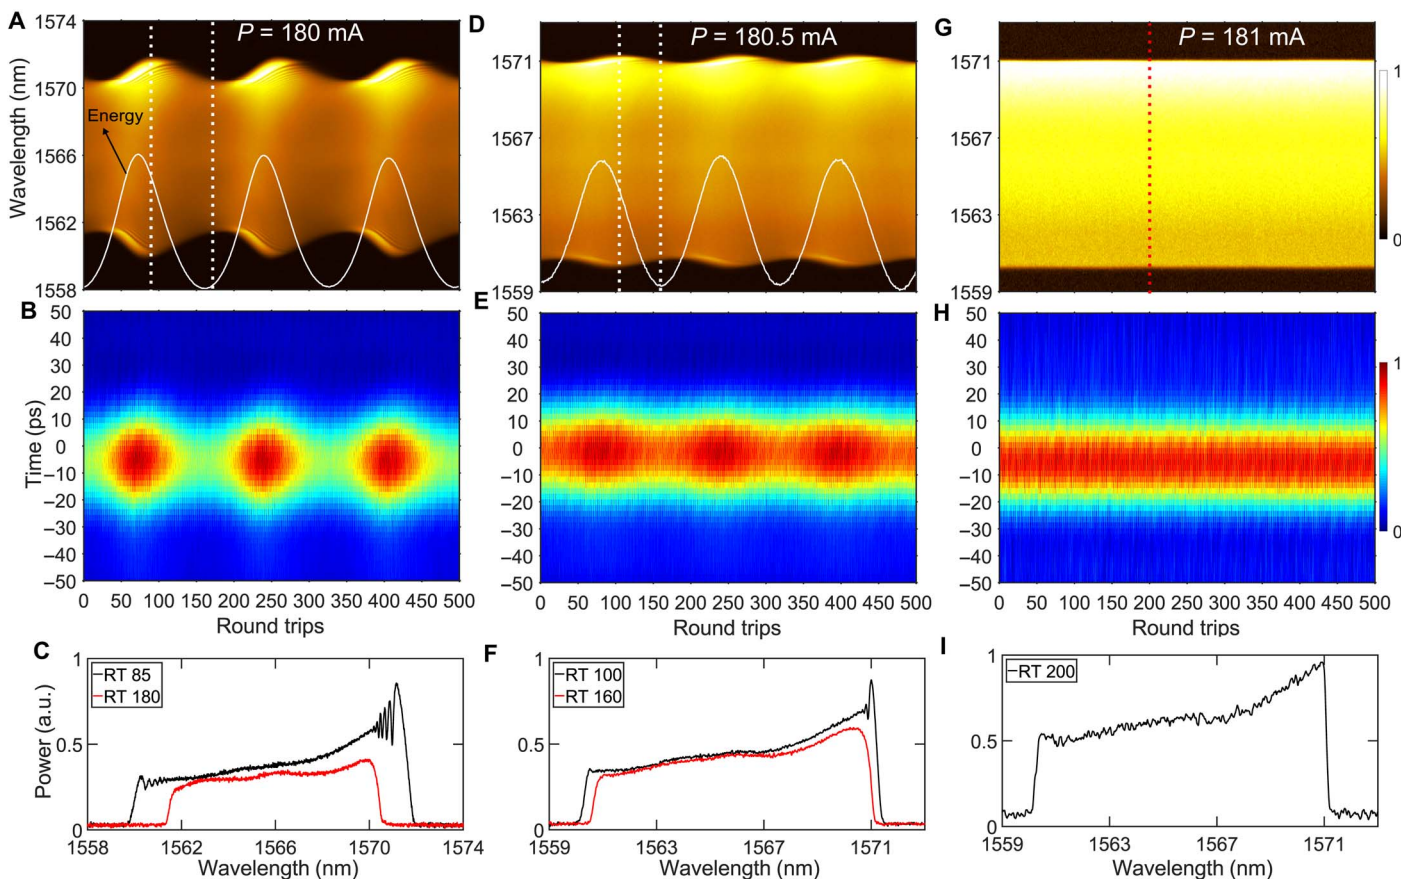 A
1574
1570
1566
1562
1558
Wavelength (nm)
P = 180 mA
Energy
D
1571
1567
1563
1559
P = 180.5 mA
G
1571
1567
1563
1559
P = 181 mA
1
0
B
50
40
30
20
10
0
−10
−20
−30
−40
−50
Time (ps)
0 50 100 150 200 250 300 350 400 450 500
Round trips
E
50
40
30
20
10
0
−10
−20
−30
−40
−50
0 50 100 150 200 250 300 350 400 450 500
Round trips
H
50
40
30
20
10
0
−10
−20
−30
−40
−50
0 50 100 150 200 250 300 350 400 450 500
Round trips
1
0
C
1
0.5
0
Power (a.u.)
RT 85
RT 180
1558 1562 1566 1570 1574
Wavelength (nm)
F
1
0.5
0
RT 100
RT 160
1559 1563 1567 1571
Wavelength (nm)
I
1
0.5
0
RT 200
1559 1563 1567 1571
Wavelength (nm)